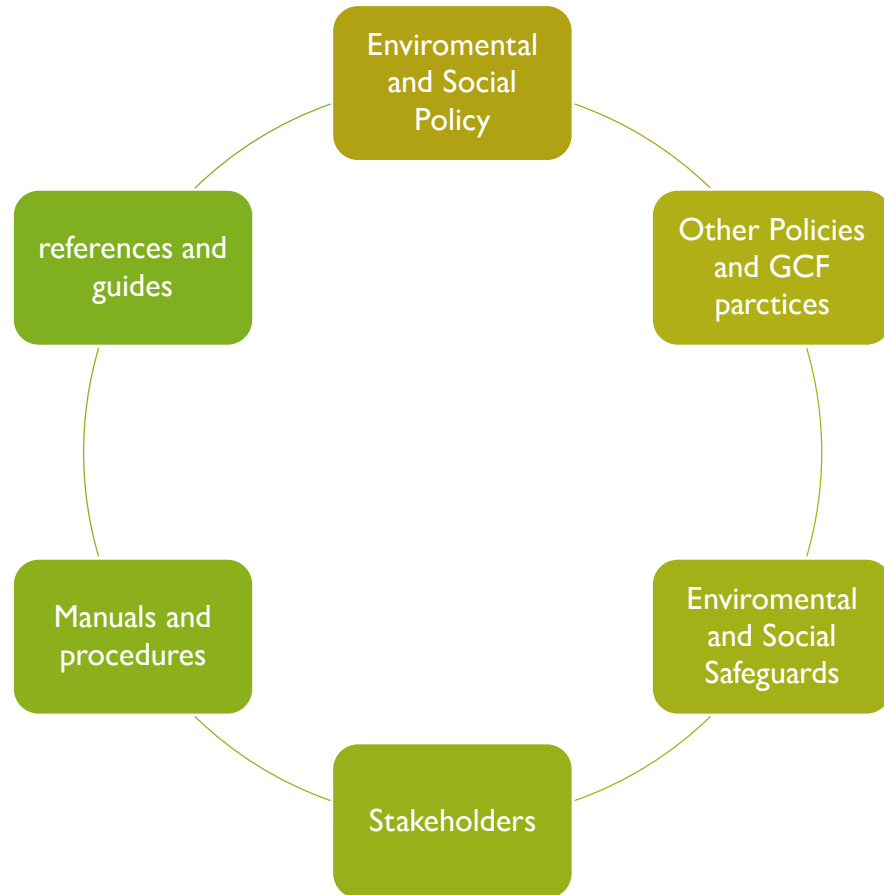 Enviromental
and Social
Policy
Other Policies
and GCF
parctices
Enviromental
and Social
Safeguards
Stakeholders
Manuals and
procedures
references and
guides